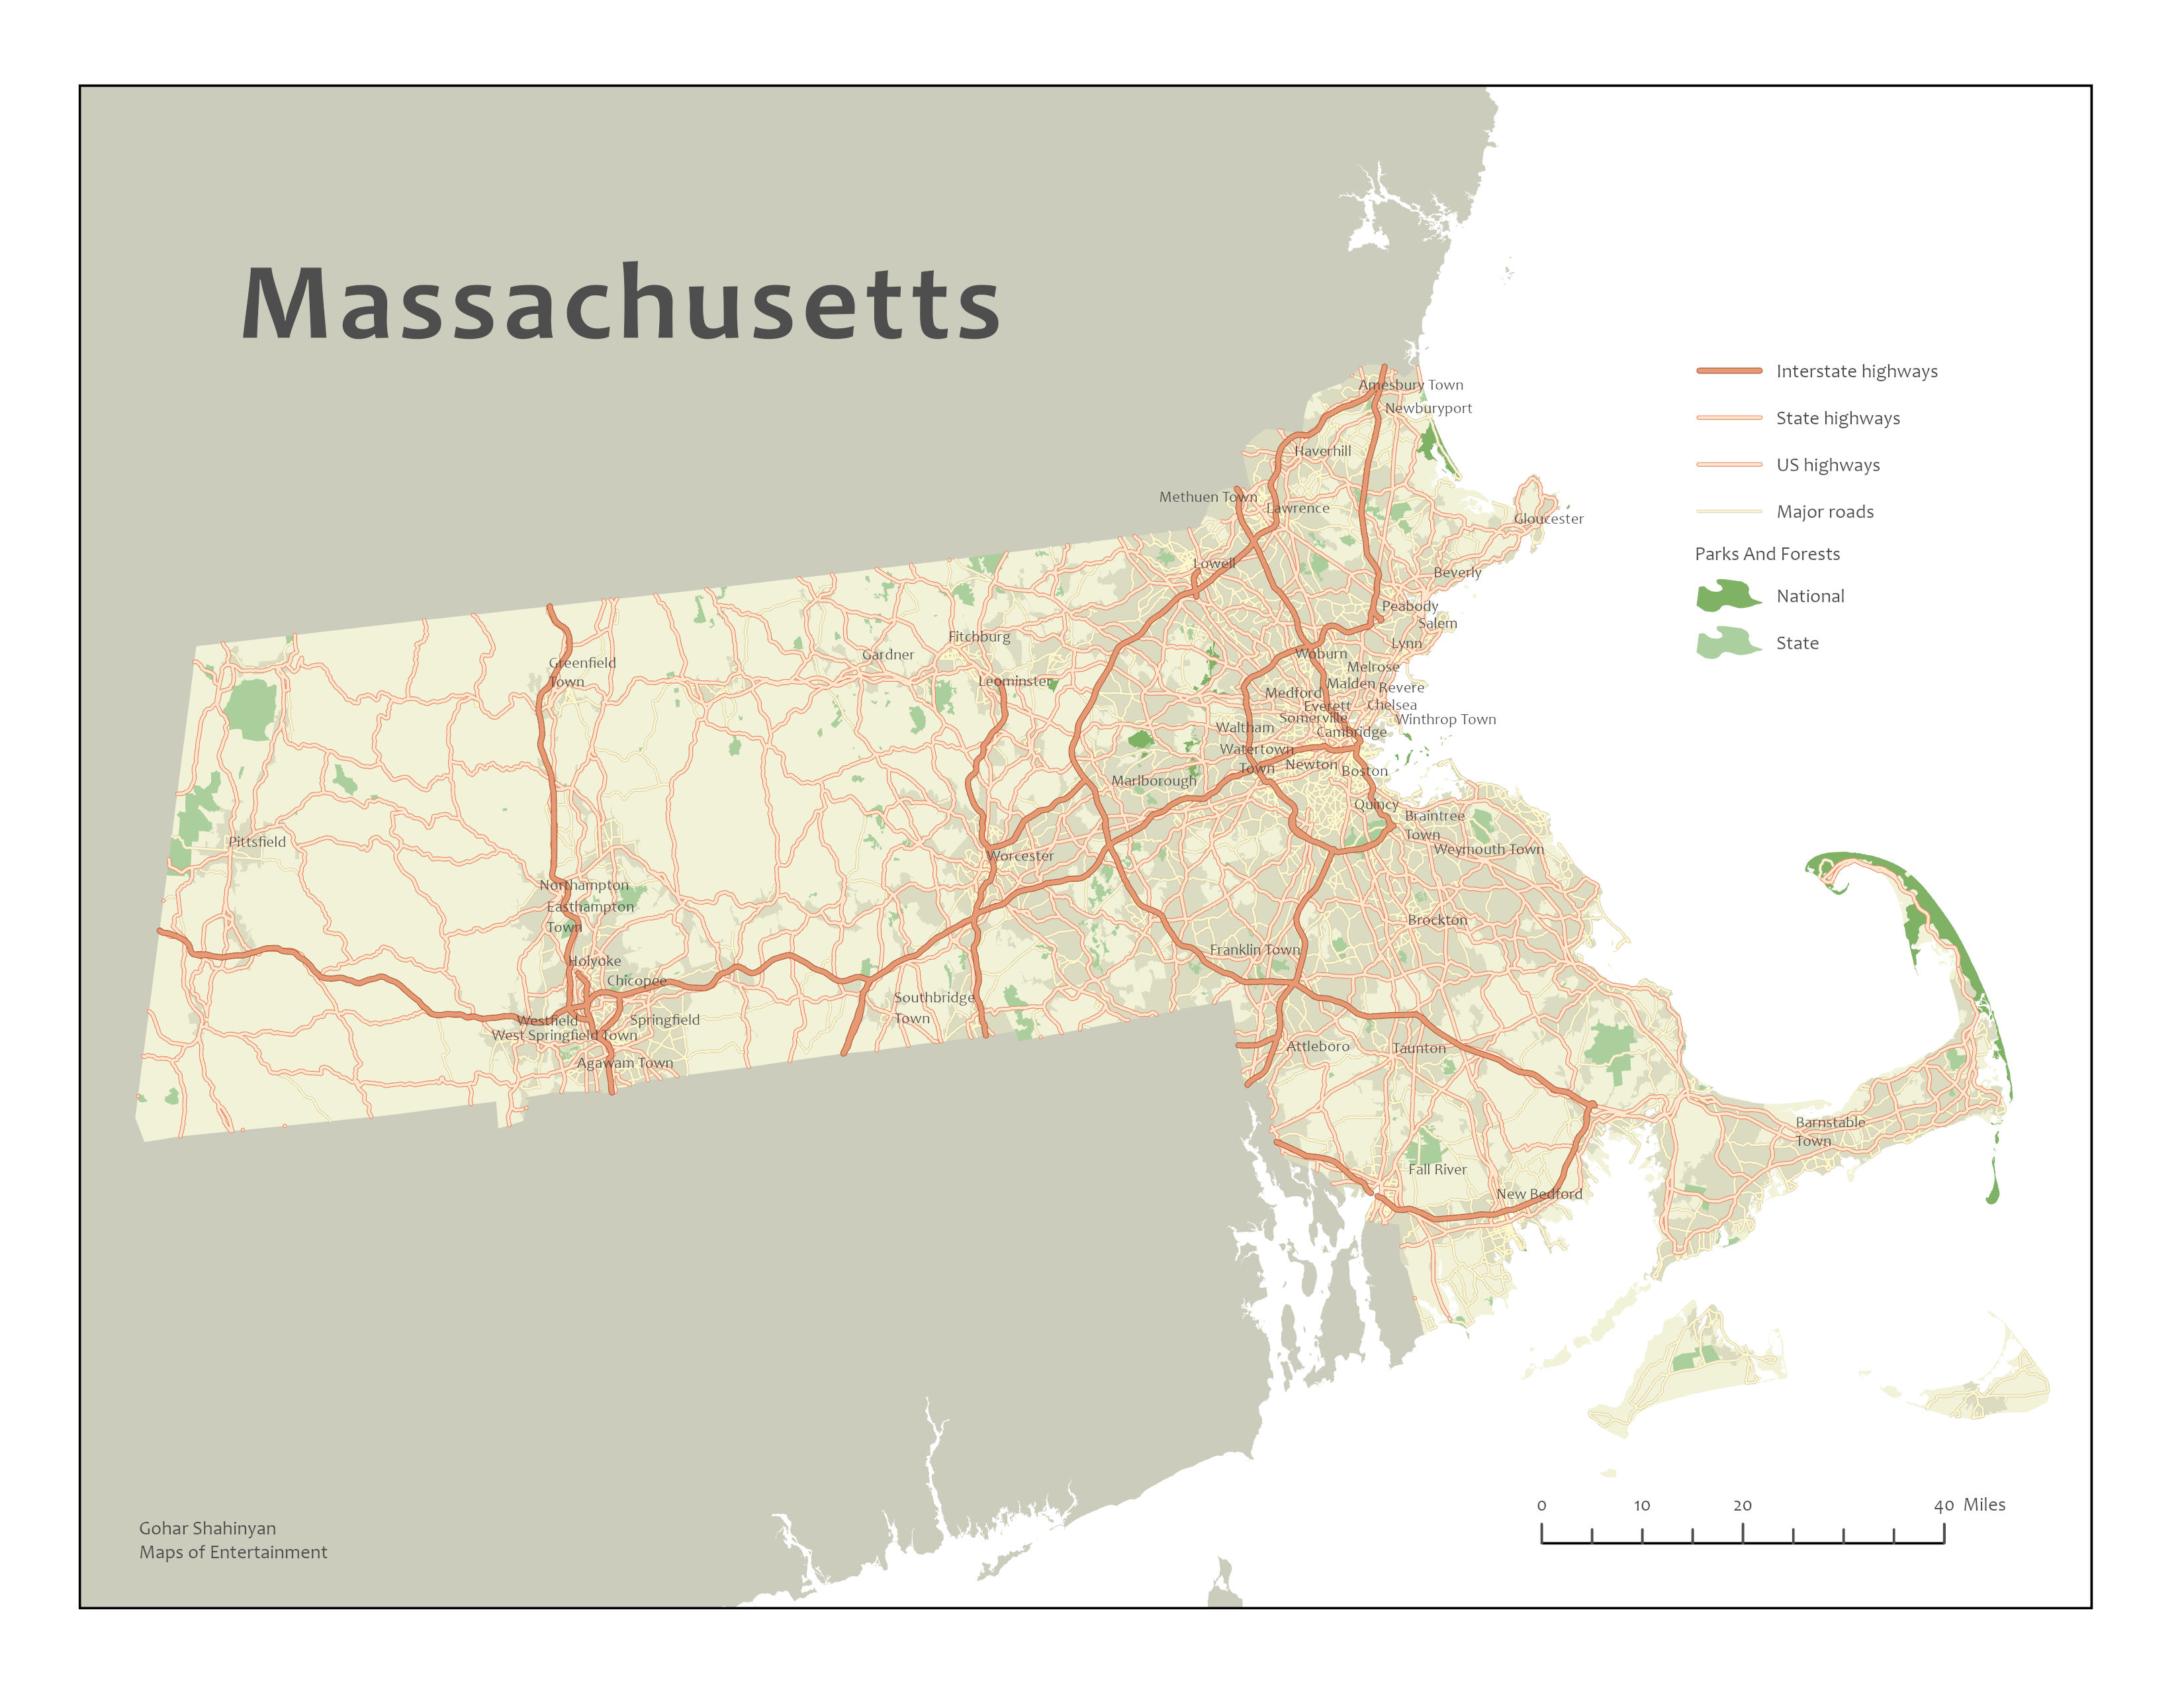 Massachusetts
Interstate highways
State highways
US highways
Major roads
Parks And Forests
National
State
Amesbury Town
Newburyport
Haverhill
Methuen Town
Lawrence
Gloucester
Lowell
Beverly
Peabody
Salem
Fitchburg
Lynn
Gardner
Woburn
Greenfield
Town
Melrose
Leominster
Malden
Revere
Medford
Everett
Chelsea
Somerville
Winthrop Town
Waltham
Cambridge
Watertown
Town
Newton
Boston
Marlborough
Quincy
Braintree
Town
Pittsfield
Weymouth Town
Worcester
Northampton
Easthampton
Town
Brockton
Franklin Town
Holyoke
Chicopee
Southbridge
Town
Westfield
Springfield
West Springfield Town
Attleboro
Taunton
Agawam Town
Barnstable
Town
Fall River
New Bedford
0 10 20 40 Miles
Gohar Shahinyan
Maps of Entertainment